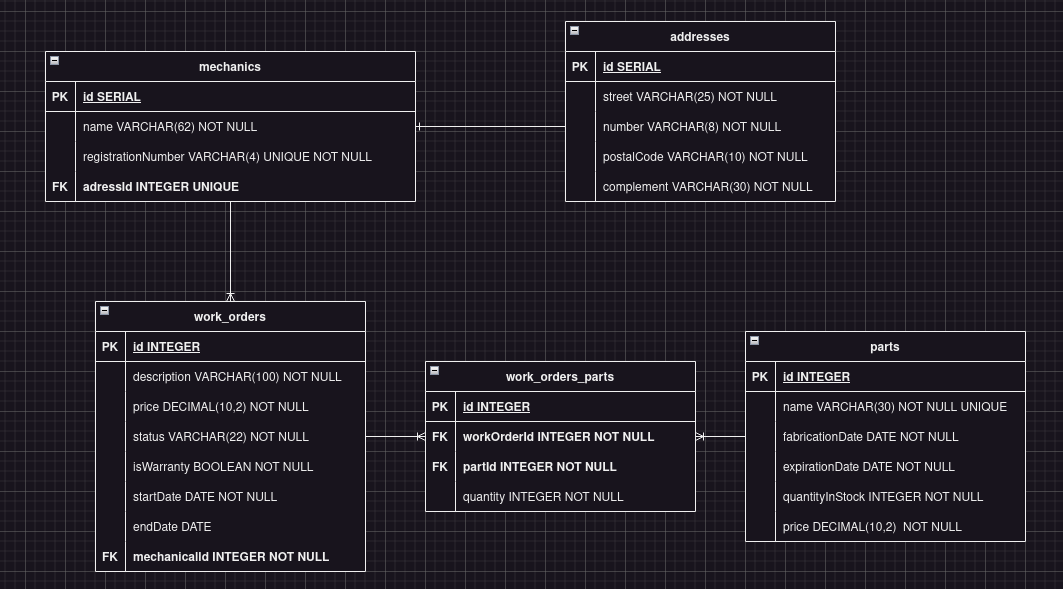 mechanics
PK id SERIAL
name VARCHAR(62) NOT NULL
registrationNumber VARCHAR(4) UNIQUE NOT NULL
FK adressId INTEGER UNIQUE
addresses
PK id SERIAL
street VARCHAR(25) NOT NULL
number VARCHAR(8) NOT NULL
postalCode VARCHAR(10) NOT NULL
complement VARCHAR(30) NOT NULL
work_orders
PK id INTEGER
description VARCHAR(100) NOT NULL
price DECIMAL(10,2) NOT NULL
status VARCHAR(22) NOT NULL
isWarranty BOOLEAN NOT NULL
startDate DATE NOT NULL
endDate DATE
FK mechanicalId INTEGER NOT NULL
work_orders_parts
PK id INTEGER
FK workOrderId INTEGER NOT NULL
FK partId INTEGER NOT NULL
quantity INTEGER NOT NULL
parts
PK id INTEGER
name VARCHAR(30) NOT NULL UNIQUE
fabricationDate DATE NOT NULL
expirationDate DATE NOT NULL
quantityInStock INTEGER NOT NULL
price DECIMAL(10,2) NOT NULL